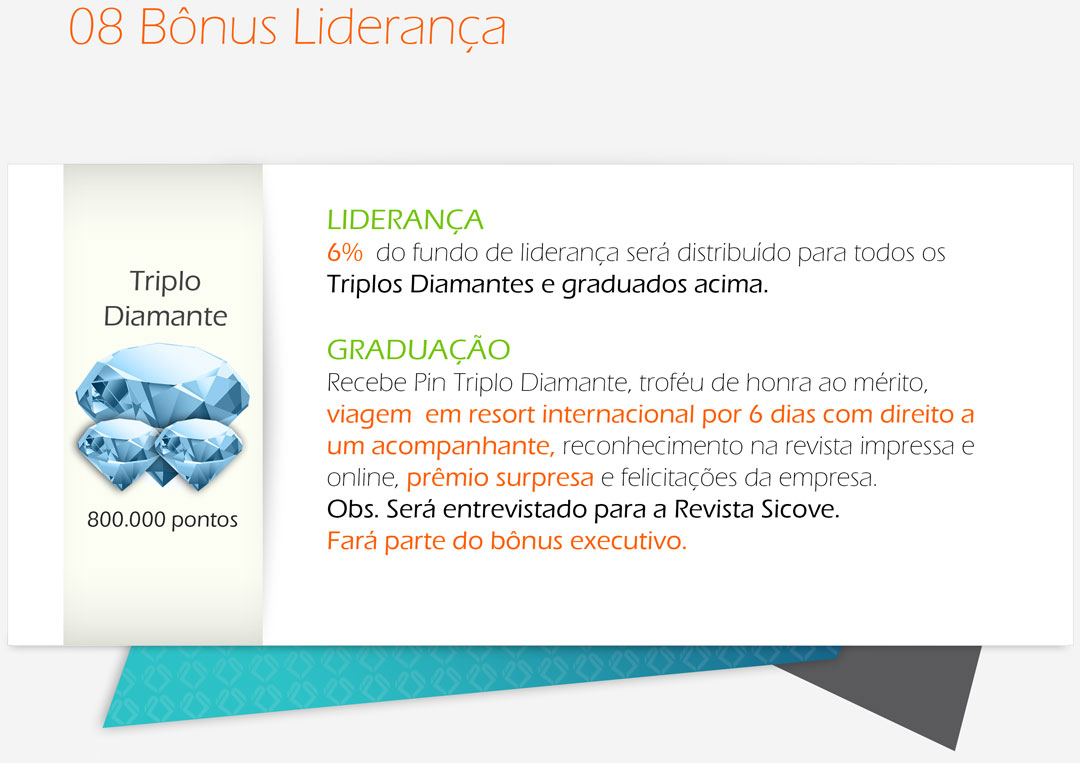 08 Bônus Liderança
Triplo
Diamante
800.000 pontos
LIDERANÇA
6% do fundo de liderança será distribuído para todos os
Triplos Diamantes e graduados acima.
GRADUAÇÃO
Recebe Pin Triplo Diamante, troféu de honra ao mérito,
viagem em resort internacional por 6 dias com direito a
um acompanhante, reconhecimento na revista impressa e
online, prêmio surpresa e felicitações da empresa.
Obs. Será entrevistado para a Revista Sicove.
Fará parte do bônus executivo.